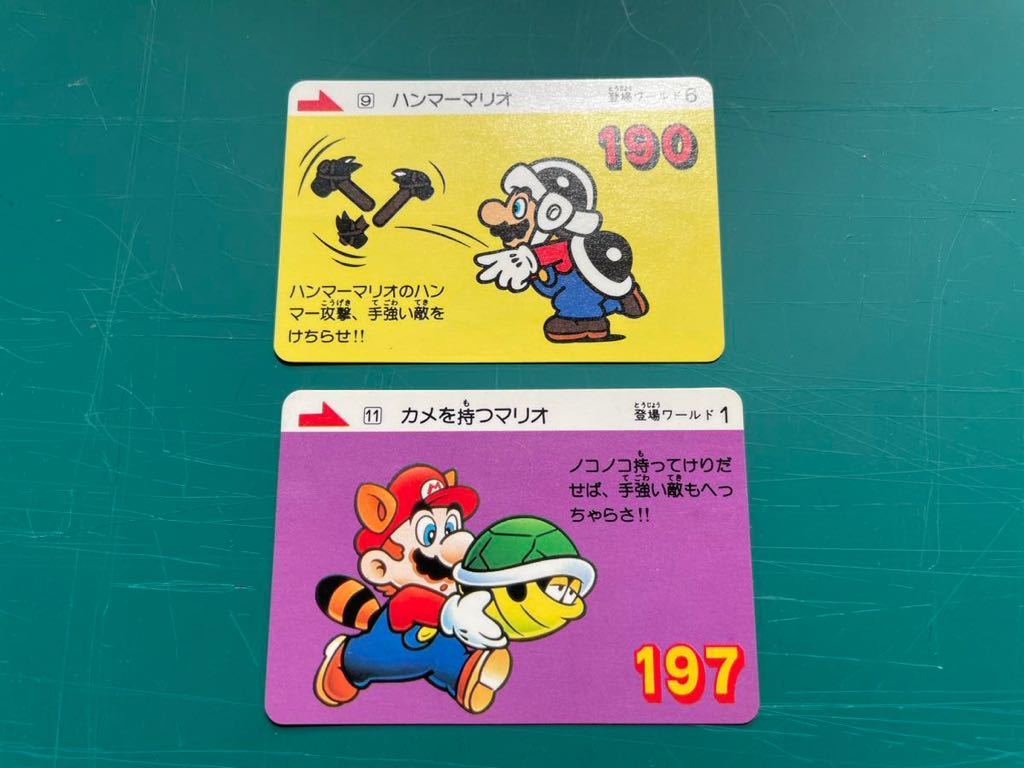 9 ハンマーマリオ 登場ワールド6
とうじょう
190
ハンマーマリオのハン
こうげき てごわ てき
マー攻撃、手強い敵を
けちらせ!!
も とうじょう
11 カメを持つマリオ 登場ワールド1
も
ノコノコ持ってけりだ
てごわ てき
せば、手強い敵もへっ
ちゃらさ!!
M
197